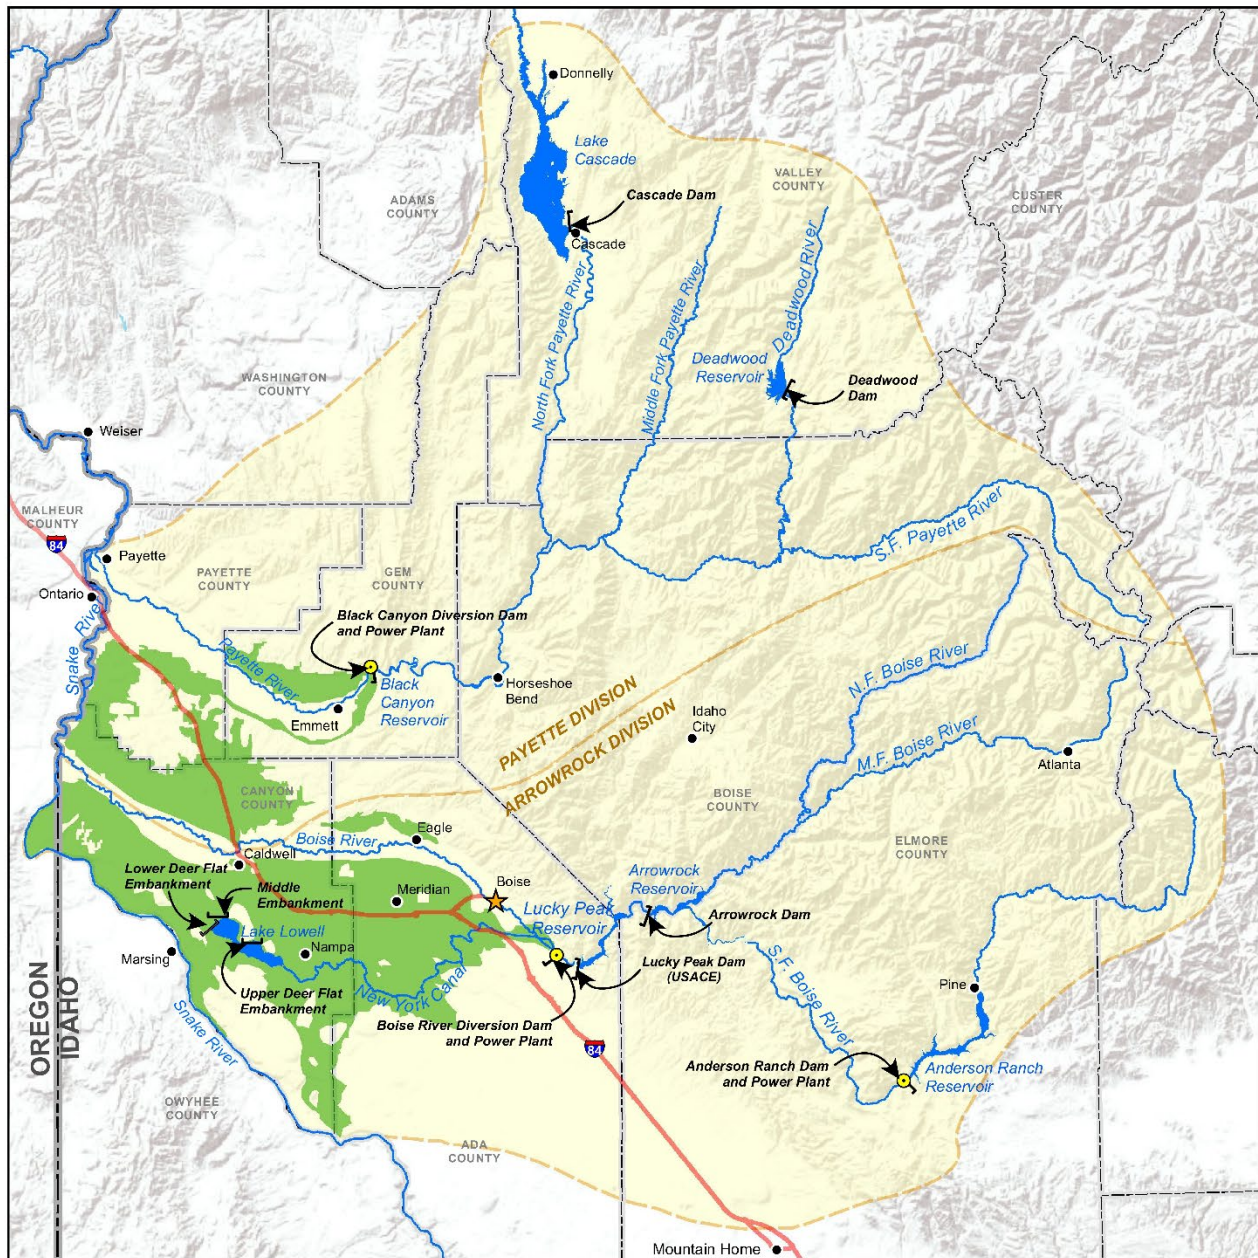 Donnelly
Lake
Cascade
VALLEY
COUNTY
CUSTER
COUNTY
ADAMS
COUNTY
Cascade Dam
Cascade
North Fork Payette River
Middle Fork Payette River
Deadwood River
Deadwood
Reservoir
Deadwood
Dam
WASHINGTON
COUNTY
Weiser
MALHEUR
COUNTY
84
Payette
Ontario
PAYETTE
COUNTY
GEM
COUNTY
S.F. Payette River
Snake River
Black Canyon Diversion Dam
and Power Plant
Payette River
Black
Canyon
Reservoir
Emmett
Horseshoe
Bend
PAYETTE DIVISION
ARROWROCK DIVISION
Idaho
City
N.F. Boise River
M.F. Boise River
Atlanta
CANYON
COUNTY
BOISE
COUNTY
ELMORE
COUNTY
Eagle
Boise River
Caldwell
Lower Deer Flat
Embankment
Middle
Embankment
Meridian
Boise
Arrowrock
Reservoir
Lucky Peak
Reservoir
Arrowrock Dam
Lake Lowell
Nampa
Marsing
Lucky Peak Dam
(USACE)
S.F Boise River
Pine
New York Canal
Upper Deer Flat
Embankment
Boise River Diversion Dam
and Power Plant
Snake River
OREGON
IDAHO
84
Anderson Ranch Dam
and Power Plant
Anderson Ranch
Reservoir
OWYHEE
COUNTY
ADA
COUNTY
Mountain Home